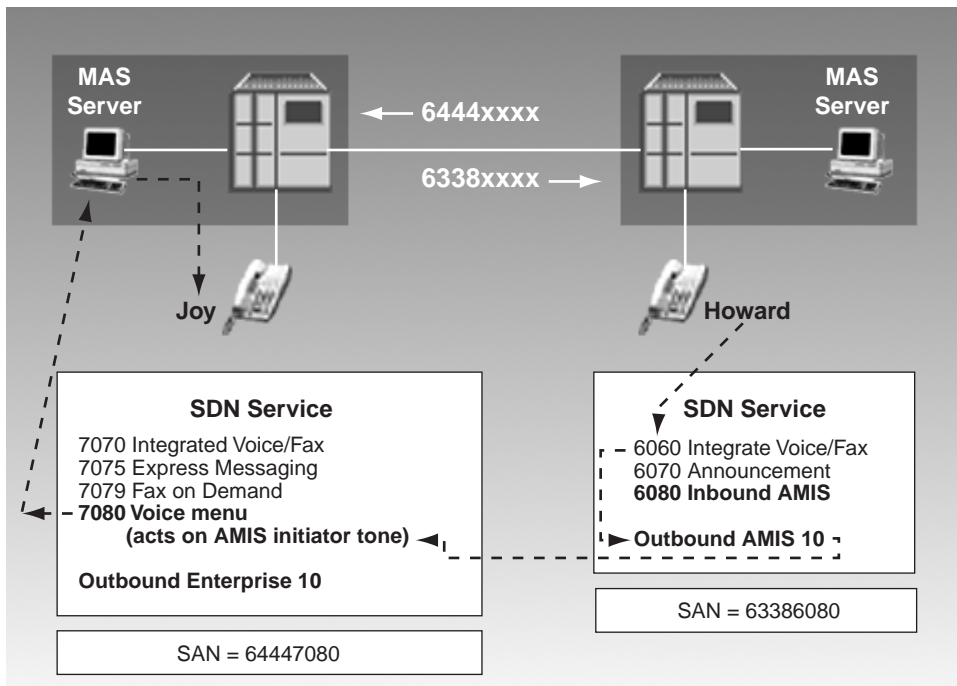 MAS
Server
MAS
Server
6444xxxx
6338xxxx
Joy
Howard
SDN Service
7070 Integrated Voice/Fax
7075 Express Messaging
7079 Fax on Demand
7080 Voice menu
(acts on AMIS initiator tone)
Outbound Enterprise 10
SAN = 64447080
SDN Service
6060 Integrate Voice/Fax
6070 Announcement
6080 Inbound AMIS
Outbound AMIS 10
SAN = 63386080